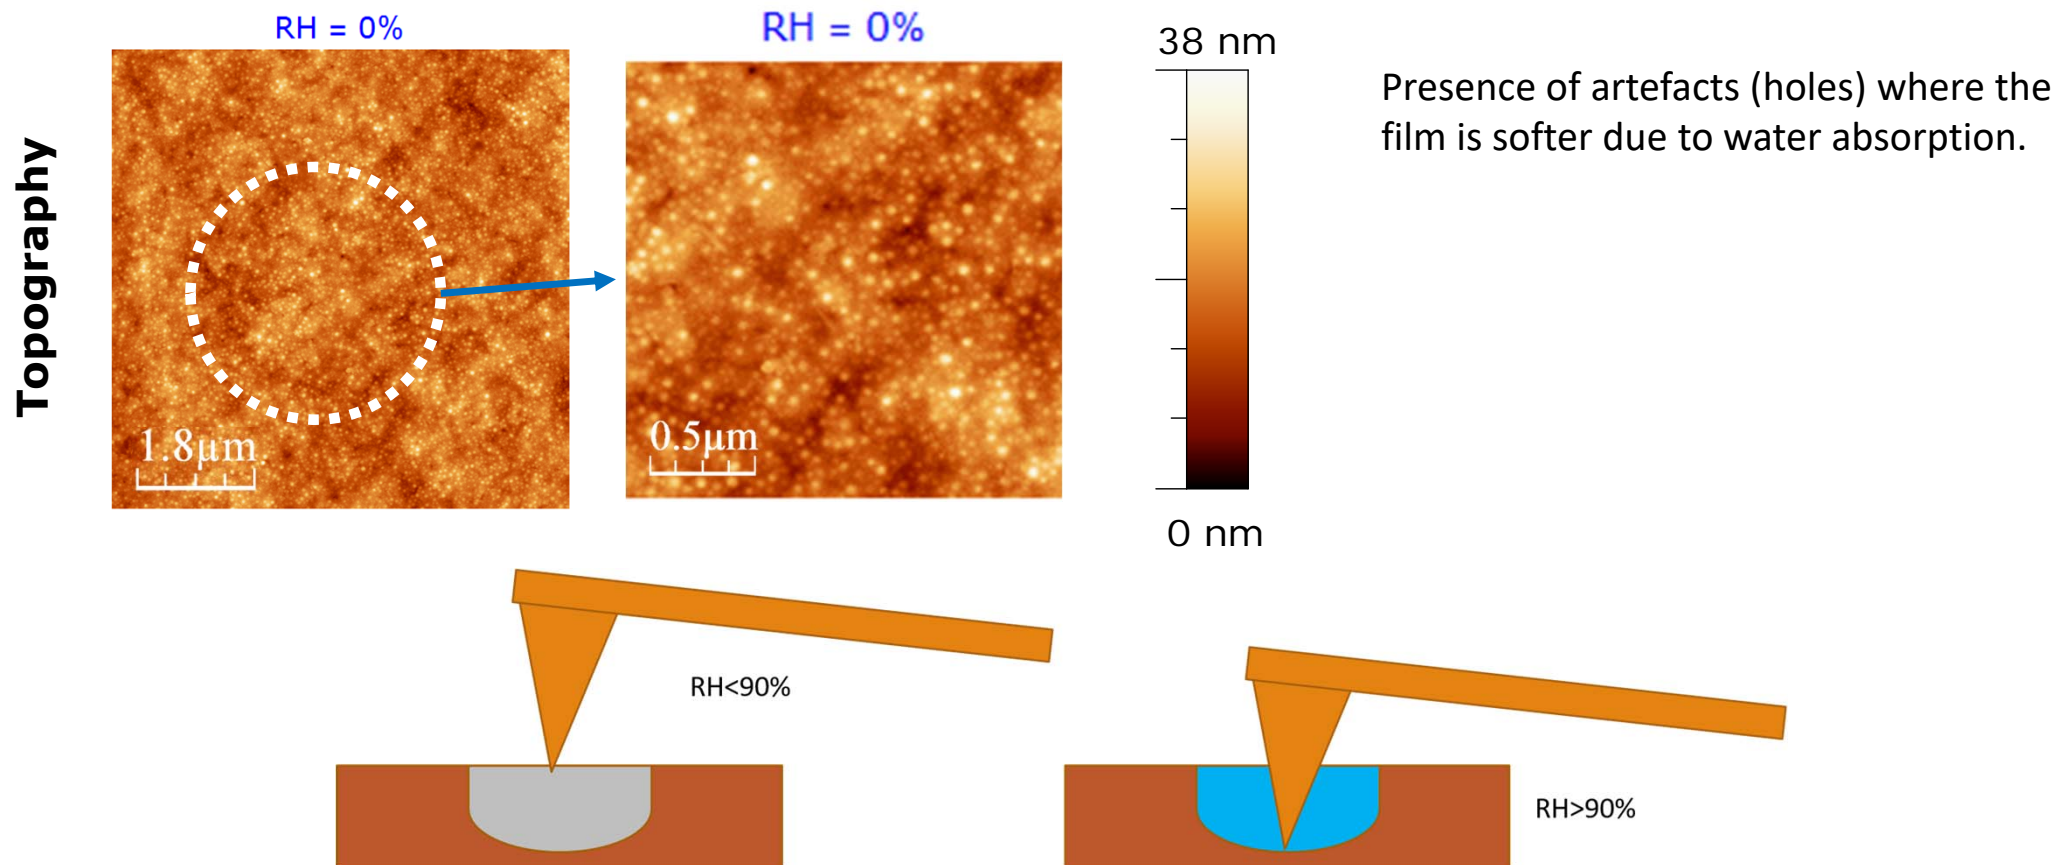 RH = 0%
RH = 0%
38 nm
Presence of artefacts (holes) where the
film is softer due to water absorption.
Topography
1.8µm
0.5µm
0 nm
RH<90%
RH>90%